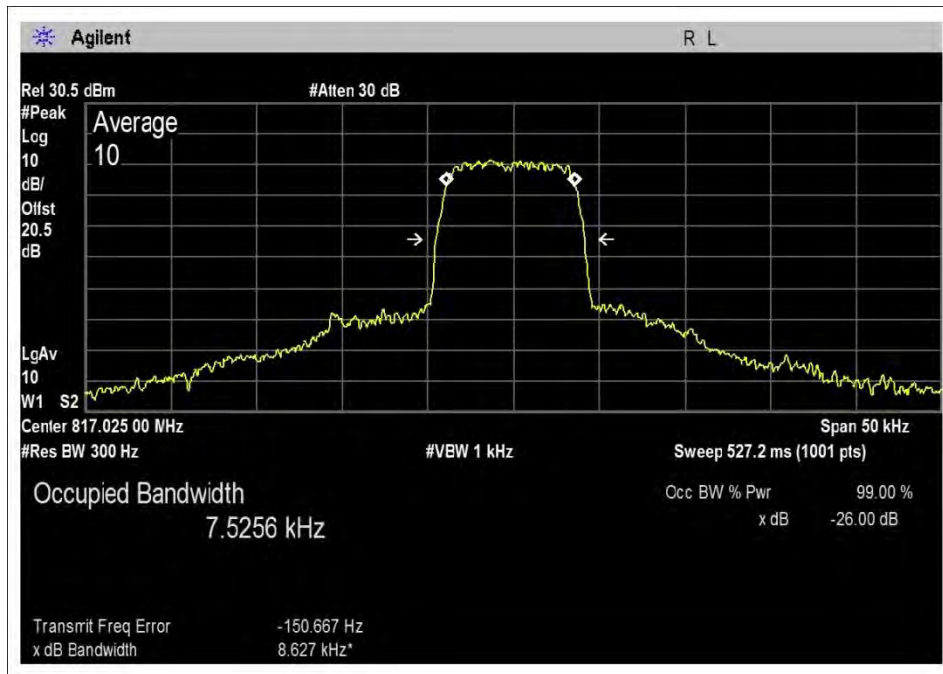 Agilent
R L
Ref 30.5 dBm
#Atten 30 dB
#Peak
Log
10
dB/
Offst
20.5
dB
Average
10
LgAv
10
W1 S2
Center 817.025 00 MHz
Span 50 kHz
#Res BW 300 Hz
#VBW 1 kHz
Sweep 527.2 ms (1001 pts)
Occupied Bandwidth
7.5256 kHz
Occ BW % Pwr 99.00 %
x dB -26.00 dB
Transmit Freq Error -150.667 Hz
x dB Bandwidth 8.627 kHz*